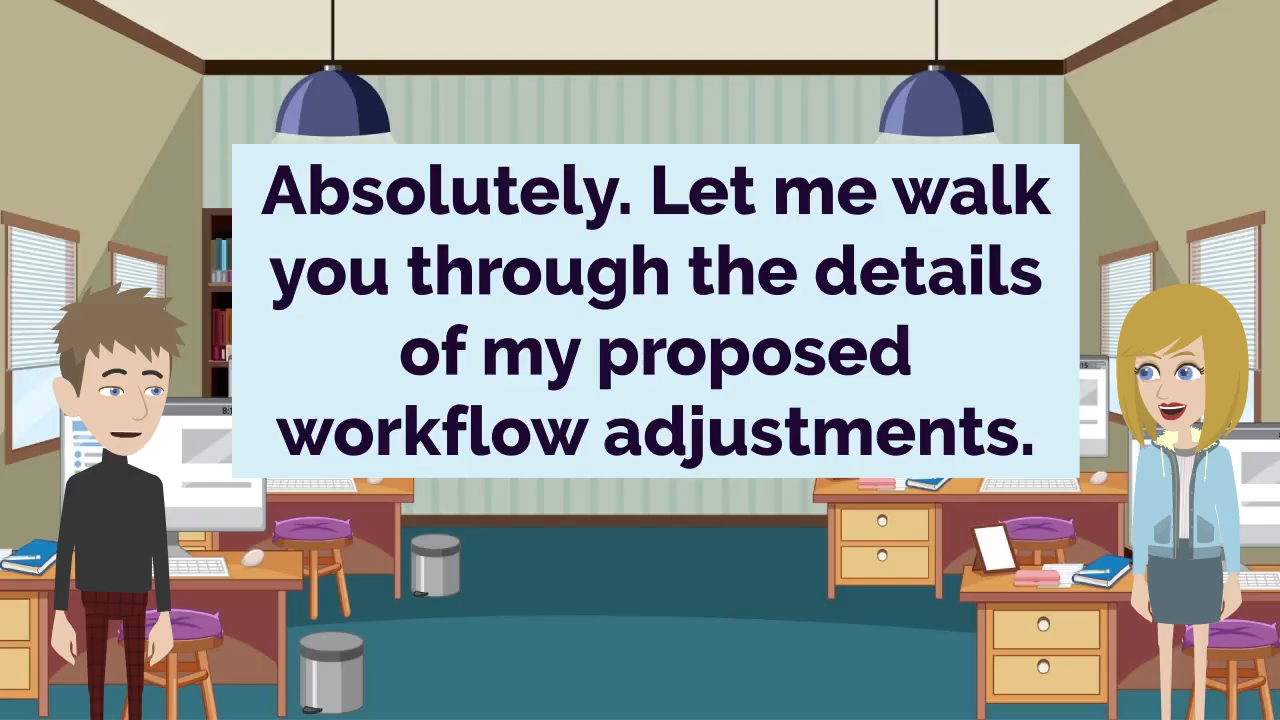 Absolutely. Let me walk
you through the details
of my proposed
workflow adjustments.